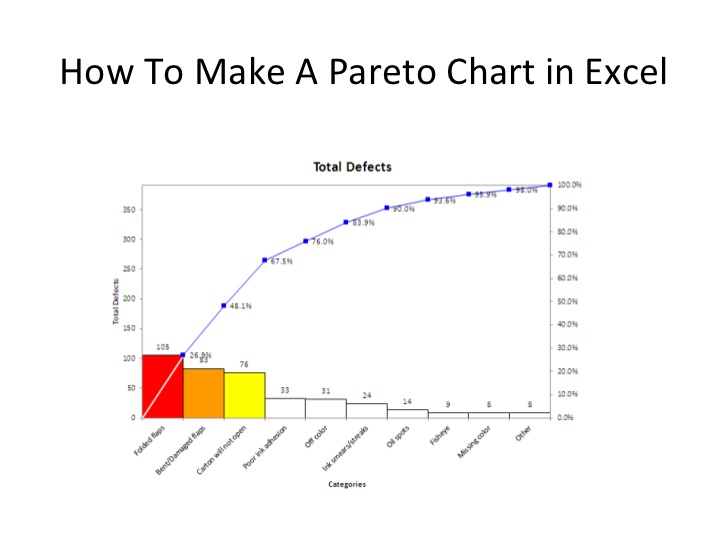 How To Make A Pareto Chart in Excel
Total Defects
Total Defects
350
300
250
200
150
100
50
0
105
83
76
33
31
24
14
9
8
8
26.9%
48.1%
67.5%
76.0%
83.9%
90.0%
93.6%
95.9%
98.0%
100.0%
90.0%
80.0%
70.0%
60.0%
50.0%
40.0%
30.0%
20.0%
10.0%
0.0%
Folded flaps
Bent/Damaged flaps
Carton will not open
Poor ink adhesion
Off color
Ink smears/streaks
Oil spots
Fisheye
Missing color
Other
Categories